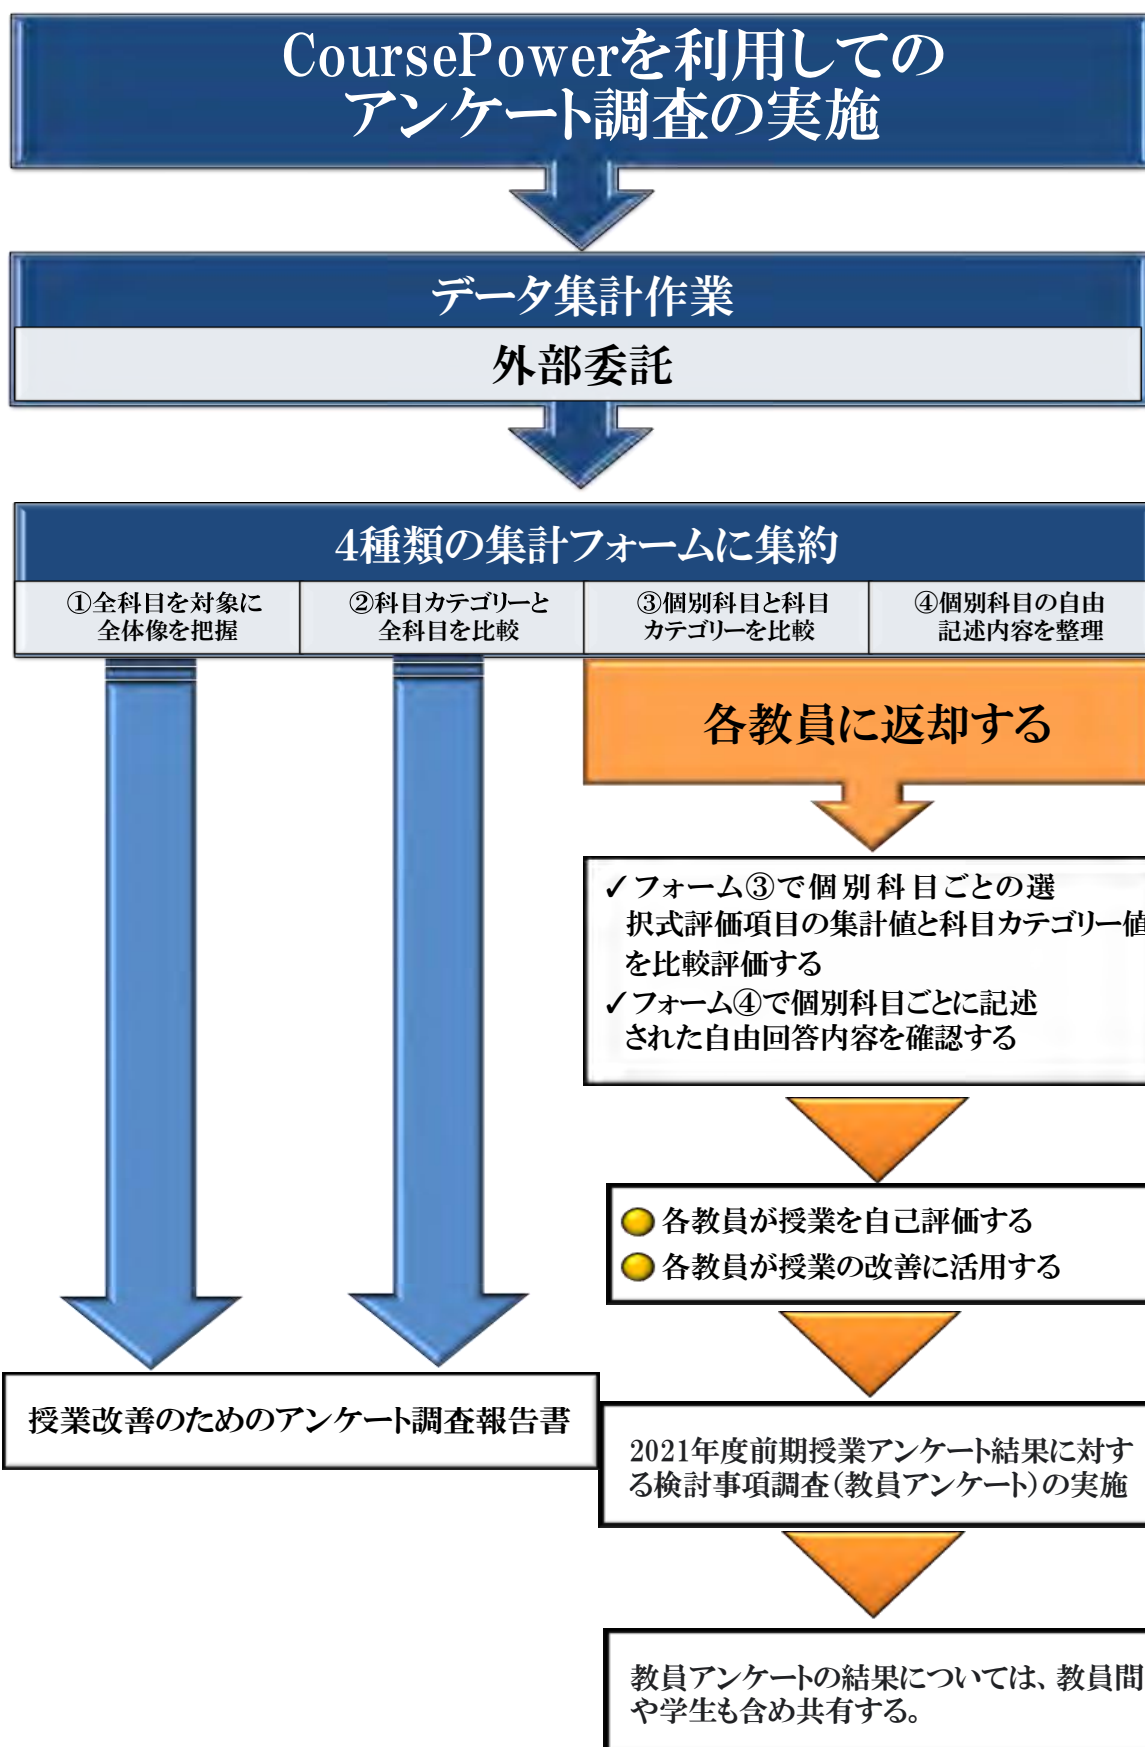 CoursePowerを利用しての
アンケート調査の実施
データ集計作業
外部委託
4種類の集計フォームに集約
①全科目を対象に
全体像を把握
②科目カテゴリーと
全科目を比較
③個別科目と科目
カテゴリーを比較
④個別科目の自由
記述内容を整理
各教員に返却する
✓フォーム③で個別科目ごとの選
択式評価項目の集計値と科目カテゴリー値
を比較評価する
✓フォーム④で個別科目ごとに記述
された自由回答内容を確認する
各教員が授業を自己評価する
各教員が授業の改善に活用する
授業改善のためのアンケート調査報告書
2021年度前期授業アンケート結果に対す
る検討事項調査(教員アンケート)の実施
教員アンケートの結果については、教員間
や学生も含め共有する。